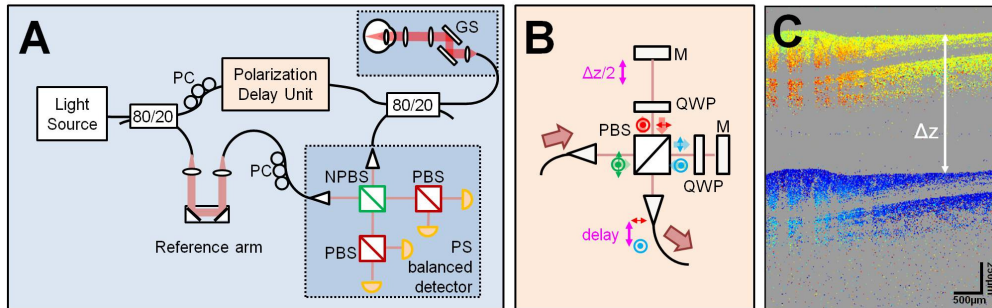 A
GS
PC
Polarization
Delay Unit
Light
Source
80/20
80/20
PC
NPBS
PBS
Reference arm
PBS
PS
balanced
detector
B
M
Δz/2
QWP
PBS
M
QWP
delay
C
Δz
250µm
500µm